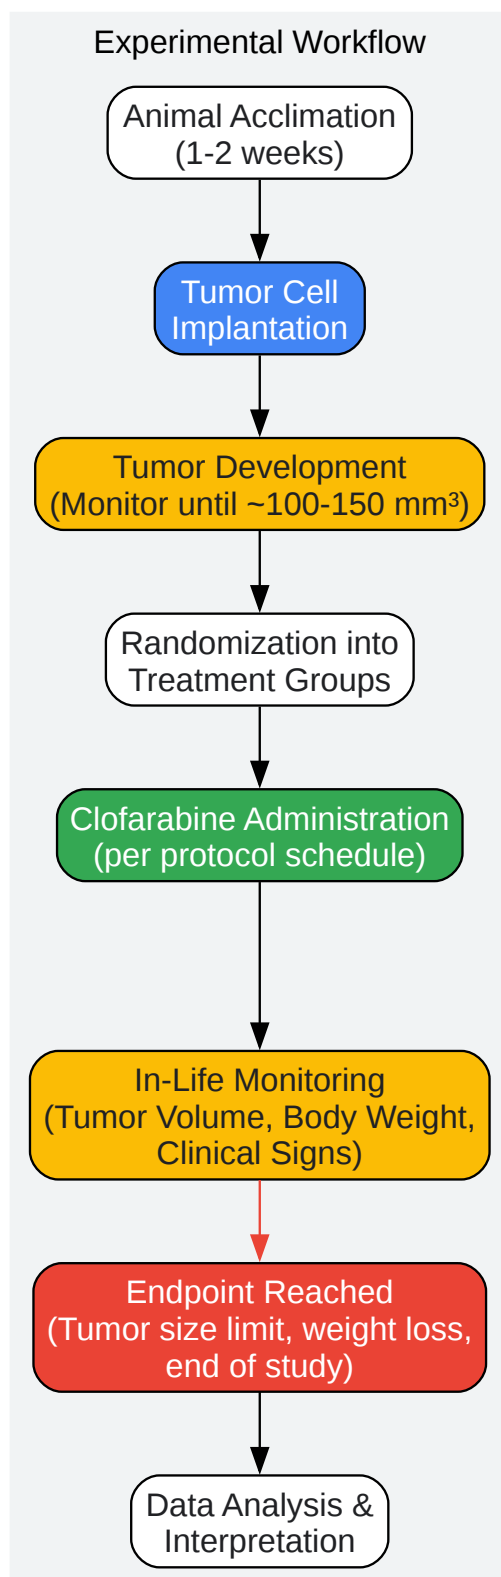 Experimental Workflow
Animal Acclimation
(1-2 weeks)
Tumor Cell
Implantation
Tumor Development
(Monitor until ~100-150 mm³)
Randomization into
Treatment Groups
Clofarabine Administration
(per protocol schedule)
In-Life Monitoring
(Tumor Volume, Body Weight,
Clinical Signs)
Endpoint Reached
(Tumor size limit, weight loss,
end of study)
Data Analysis &
Interpretation